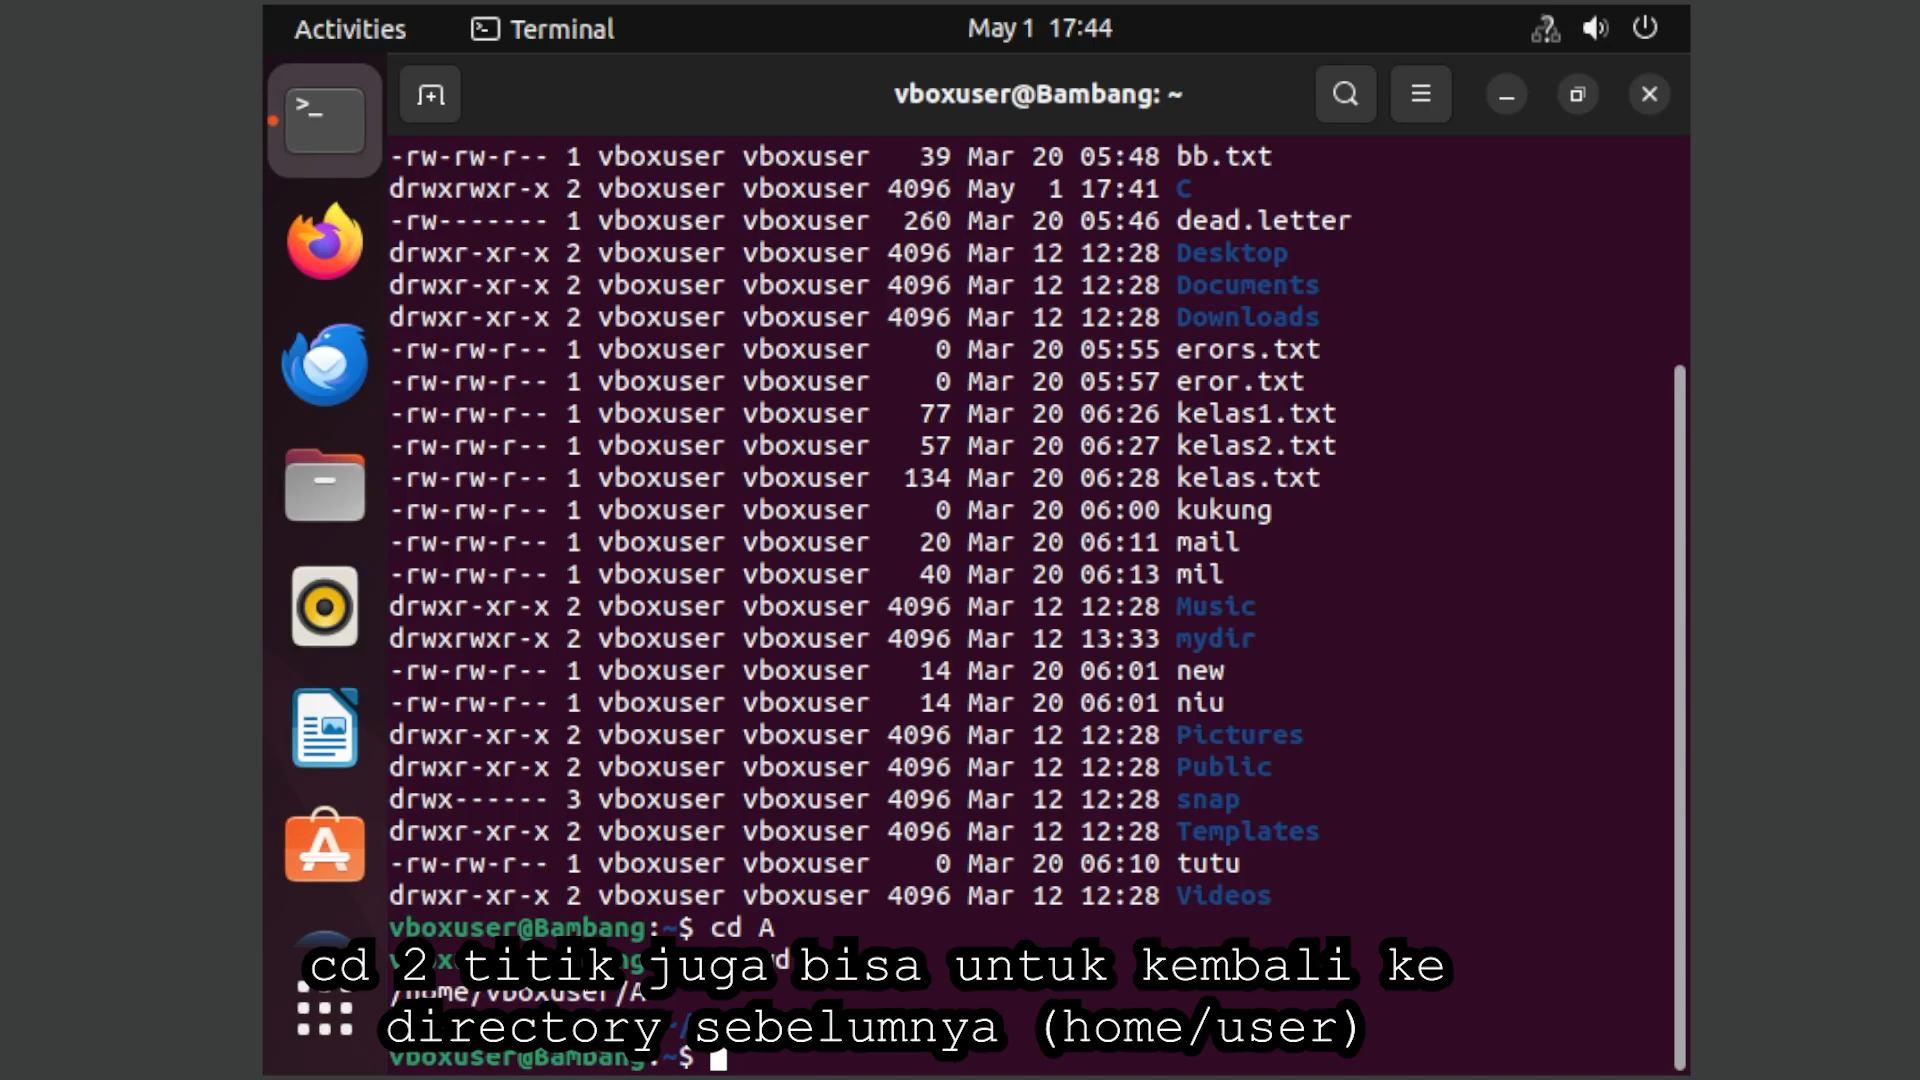 Activities
Terminal
May 1 17:44
vboxuser@Bambang: ~
-rw-rw-r-- 1 vboxuser vboxuser 39 Mar 20 05:48 bb.txt
drwxrwxr-x 2 vboxuser vboxuser 4096 May 1 17:41 C
-rw------- 1 vboxuser vboxuser 260 Mar 20 05:46 dead.letter
drwxr-xr-x 2 vboxuser vboxuser 4096 Mar 12 12:28 Desktop
drwxr-xr-x 2 vboxuser vboxuser 4096 Mar 12 12:28 Documents
drwxr-xr-x 2 vboxuser vboxuser 4096 Mar 12 12:28 Downloads
-rw-rw-r-- 1 vboxuser vboxuser 0 Mar 20 05:55 erors.txt
-rw-rw-r-- 1 vboxuser vboxuser 0 Mar 20 05:57 eror.txt
-rw-rw-r-- 1 vboxuser vboxuser 77 Mar 20 06:26 kelas1.txt
-rw-rw-r-- 1 vboxuser vboxuser 57 Mar 20 06:27 kelas2.txt
-rw-rw-r-- 1 vboxuser vboxuser 134 Mar 20 06:28 kelas.txt
-rw-rw-r-- 1 vboxuser vboxuser 0 Mar 20 06:00 kukung
-rw-rw-r-- 1 vboxuser vboxuser 20 Mar 20 06:11 mail
-rw-rw-r-- 1 vboxuser vboxuser 40 Mar 20 06:13 mil
drwxr-xr-x 2 vboxuser vboxuser 4096 Mar 12 12:28 Music
drwxrwxr-x 2 vboxuser vboxuser 4096 Mar 12 13:33 mydir
-rw-rw-r-- 1 vboxuser vboxuser 14 Mar 20 06:01 new
-rw-rw-r-- 1 vboxuser vboxuser 14 Mar 20 06:01 niu
drwxr-xr-x 2 vboxuser vboxuser 4096 Mar 12 12:28 Pictures
drwxr-xr-x 2 vboxuser vboxuser 4096 Mar 12 12:28 Public
drwx------ 3 vboxuser vboxuser 4096 Mar 12 12:28 snap
drwxr-xr-x 2 vboxuser vboxuser 4096 Mar 12 12:28 Templates
-rw-rw-r-- 1 vboxuser vboxuser 0 Mar 20 06:10 tutu
drwxr-xr-x 2 vboxuser vboxuser 4096 Mar 12 12:28 Videos
vboxuser@Bambang:~$ cd A
cd 2 titik juga bisa untuk kembali ke
/home/vboxuser/A
directory sebelumnya (home/user)
vboxuser@Bambang:~$